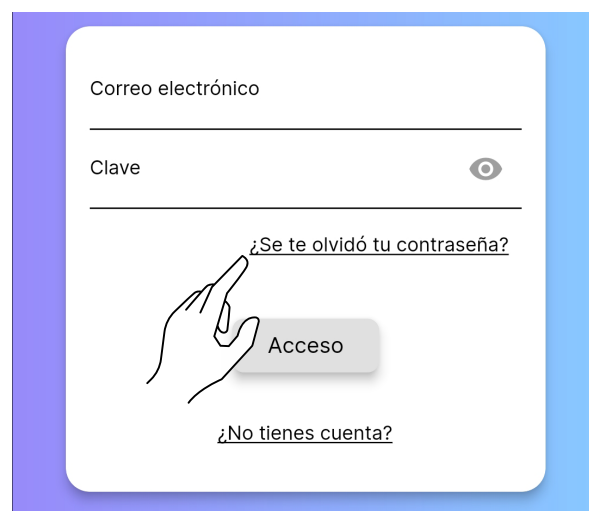 Correo electrónico
Clave
¿Se te olvidó tu contraseña?
Acceso
¿No tienes cuenta?